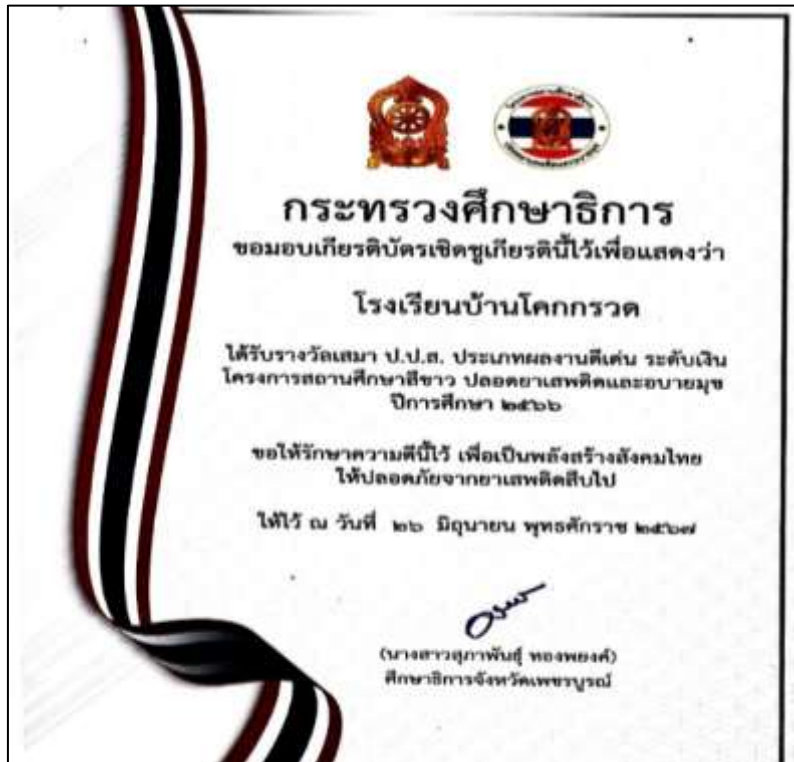 กระทรวงศึกษาธิการ
ขอมอบเกียรติบัตรเชิดชูเกียรตินี้ไว้เพื่อแสดงว่า
โรงเรียนบ้านโคกกรวด
ได้รับรางวัลเสมา ป.ป.ส. ประเภทผลงานดีเด่น ระดับเงิน
โครงการสถานศึกษาสีขาว ปลอดยาเสพติดและอบายมุข
ปีการศึกษา ๒๕๖๖
ขอให้รักษาความดีนี้ไว้ เพื่อเป็นพลังสร้างสังคมไทย
ให้ปลอดภัยจากยาเสพติดสืบไป
ให้ไว้ ณ วันที่ ๒๖ มิถุนายน พุทธศักราช ๒๕๖๗
(นางสาวสุภาพันธุ์ ทองพยงค์)
ศึกษาธิการจังหวัดเพชรบูรณ์